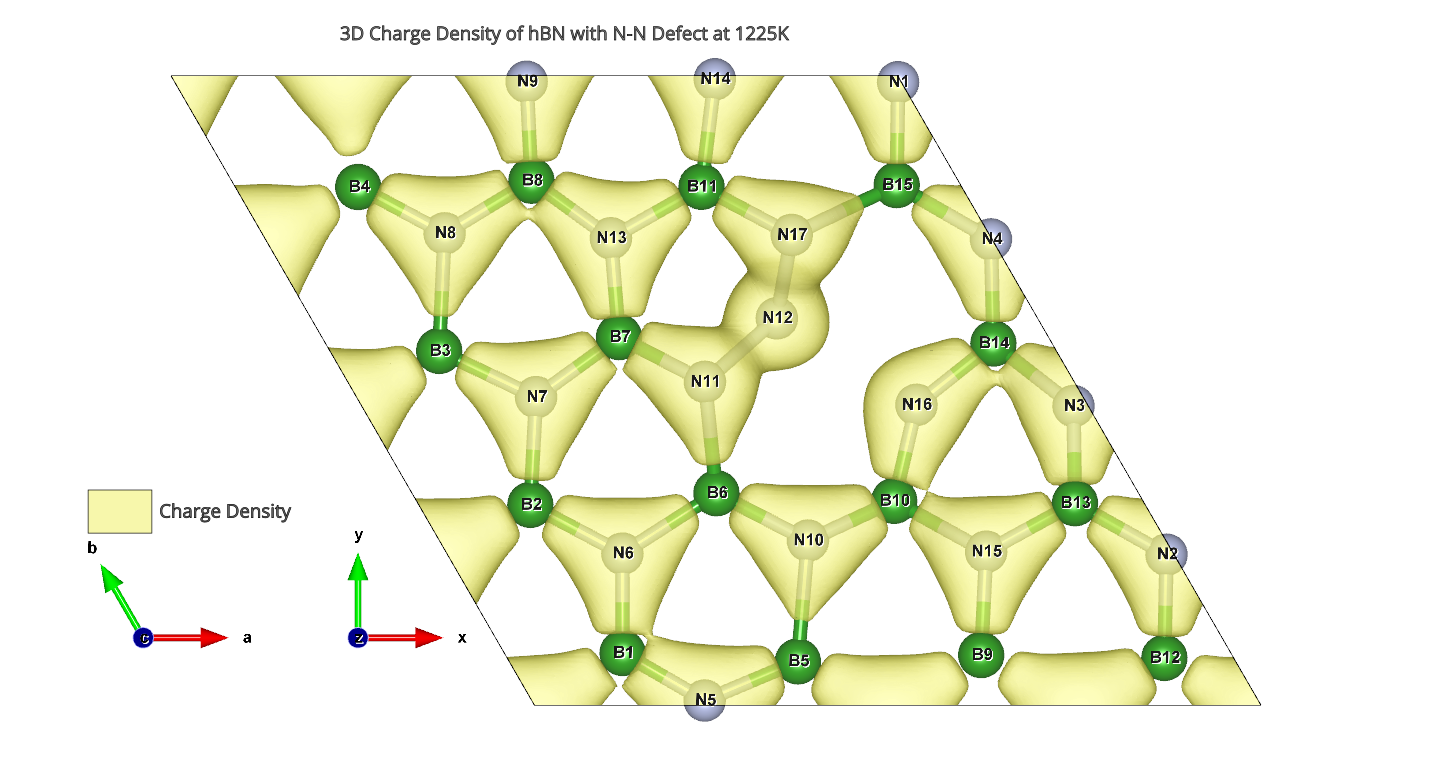 3D Charge Density of hBN with N-N Defect at 1225K
N9 N14 N1
B4 B8 B11 B15
N8 N13 N17 N4
N12
B3 B7 B14
N7 N11 N16 N3
B2 B6 B10 B13
Charge Density
N6 N10 N15 N2
b y
c a z x
B1 B5 B9 B12
N5